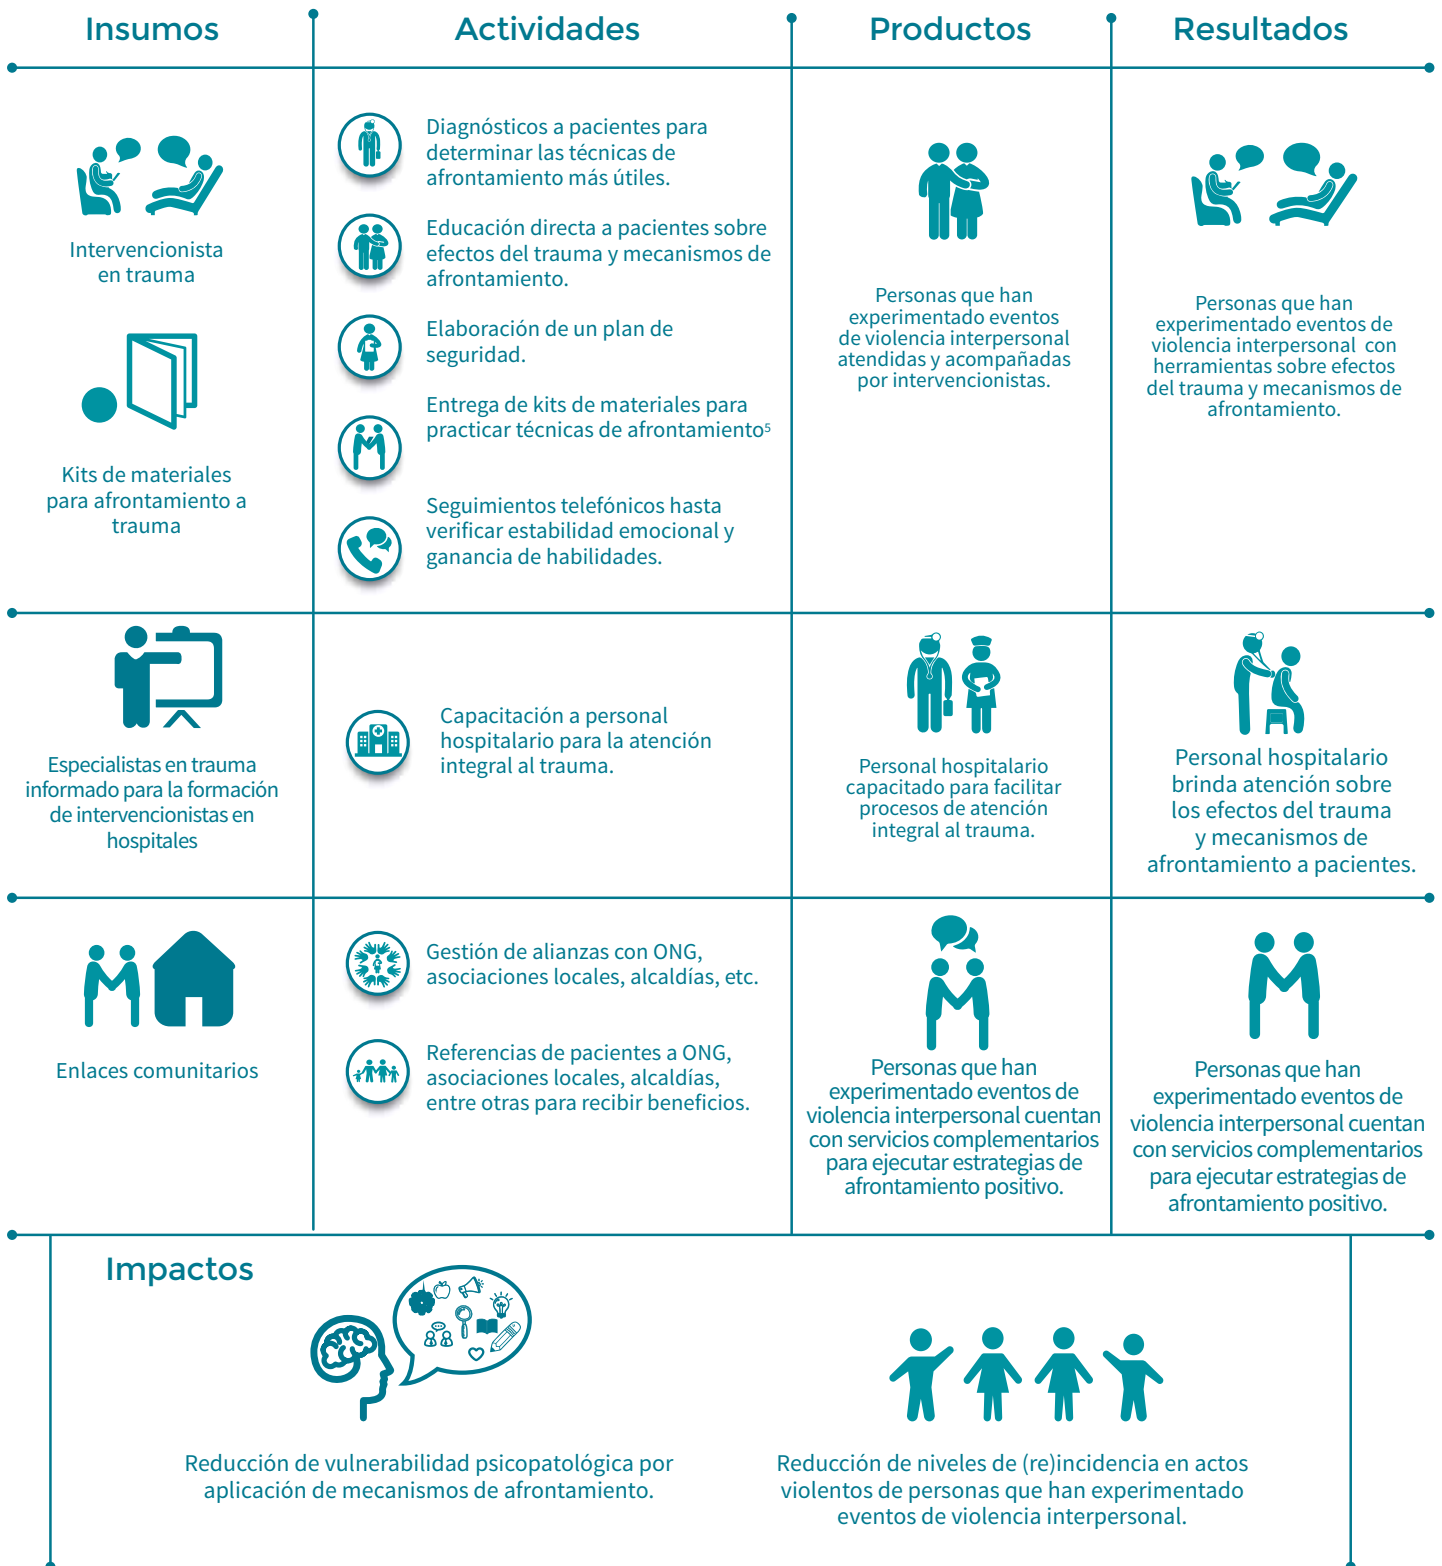 Insumos
Actividades
Productos
Resultados
Intervencionista
en trauma
Kits de materiales
para afrontamiento a
trauma
Diagnósticos a pacientes para
determinar las técnicas de
afrontamiento más útiles.
Educación directa a pacientes sobre
efectos del trauma y mecanismos de
afrontamiento.
Elaboración de un plan de
seguridad.
Entrega de kits de materiales para
practicar técnicas de afrontamiento⁵
Seguimientos telefónicos hasta
verificar estabilidad emocional y
ganancia de habilidades.
Personas que han
experimentado eventos
de violencia interpersonal
atendidas y acompañadas
por intervencionistas.
Personas que han
experimentado eventos de
violencia interpersonal con
herramientas sobre efectos
del trauma y mecanismos de
afrontamiento.
Especialistas en trauma
informado para la formación
de intervencionistas en
hospitales
Capacitación a personal
hospitalario para la atención
integral al trauma.
Personal hospitalario
capacitado para facilitar
procesos de atención
integral al trauma.
Personal hospitalario
brinda atención sobre
los efectos del trauma
y mecanismos de
afrontamiento a pacientes.
Enlaces comunitarios
Gestión de alianzas con ONG,
asociaciones locales, alcaldías, etc.
Referencias de pacientes a ONG,
asociaciones locales, alcaldías,
entre otras para recibir beneficios.
Personas que han
experimentado eventos de
violencia interpersonal cuentan
con servicios complementarios
para ejecutar estrategias de
afrontamiento positivo.
Personas que han
experimentado eventos de
violencia interpersonal cuentan
con servicios complementarios
para ejecutar estrategias de
afrontamiento positivo.
Impactos
Reducción de vulnerabilidad psicopatológica por
aplicación de mecanismos de afrontamiento.
Reducción de niveles de (re)incidencia en actos
violentos de personas que han experimentado
eventos de violencia interpersonal.